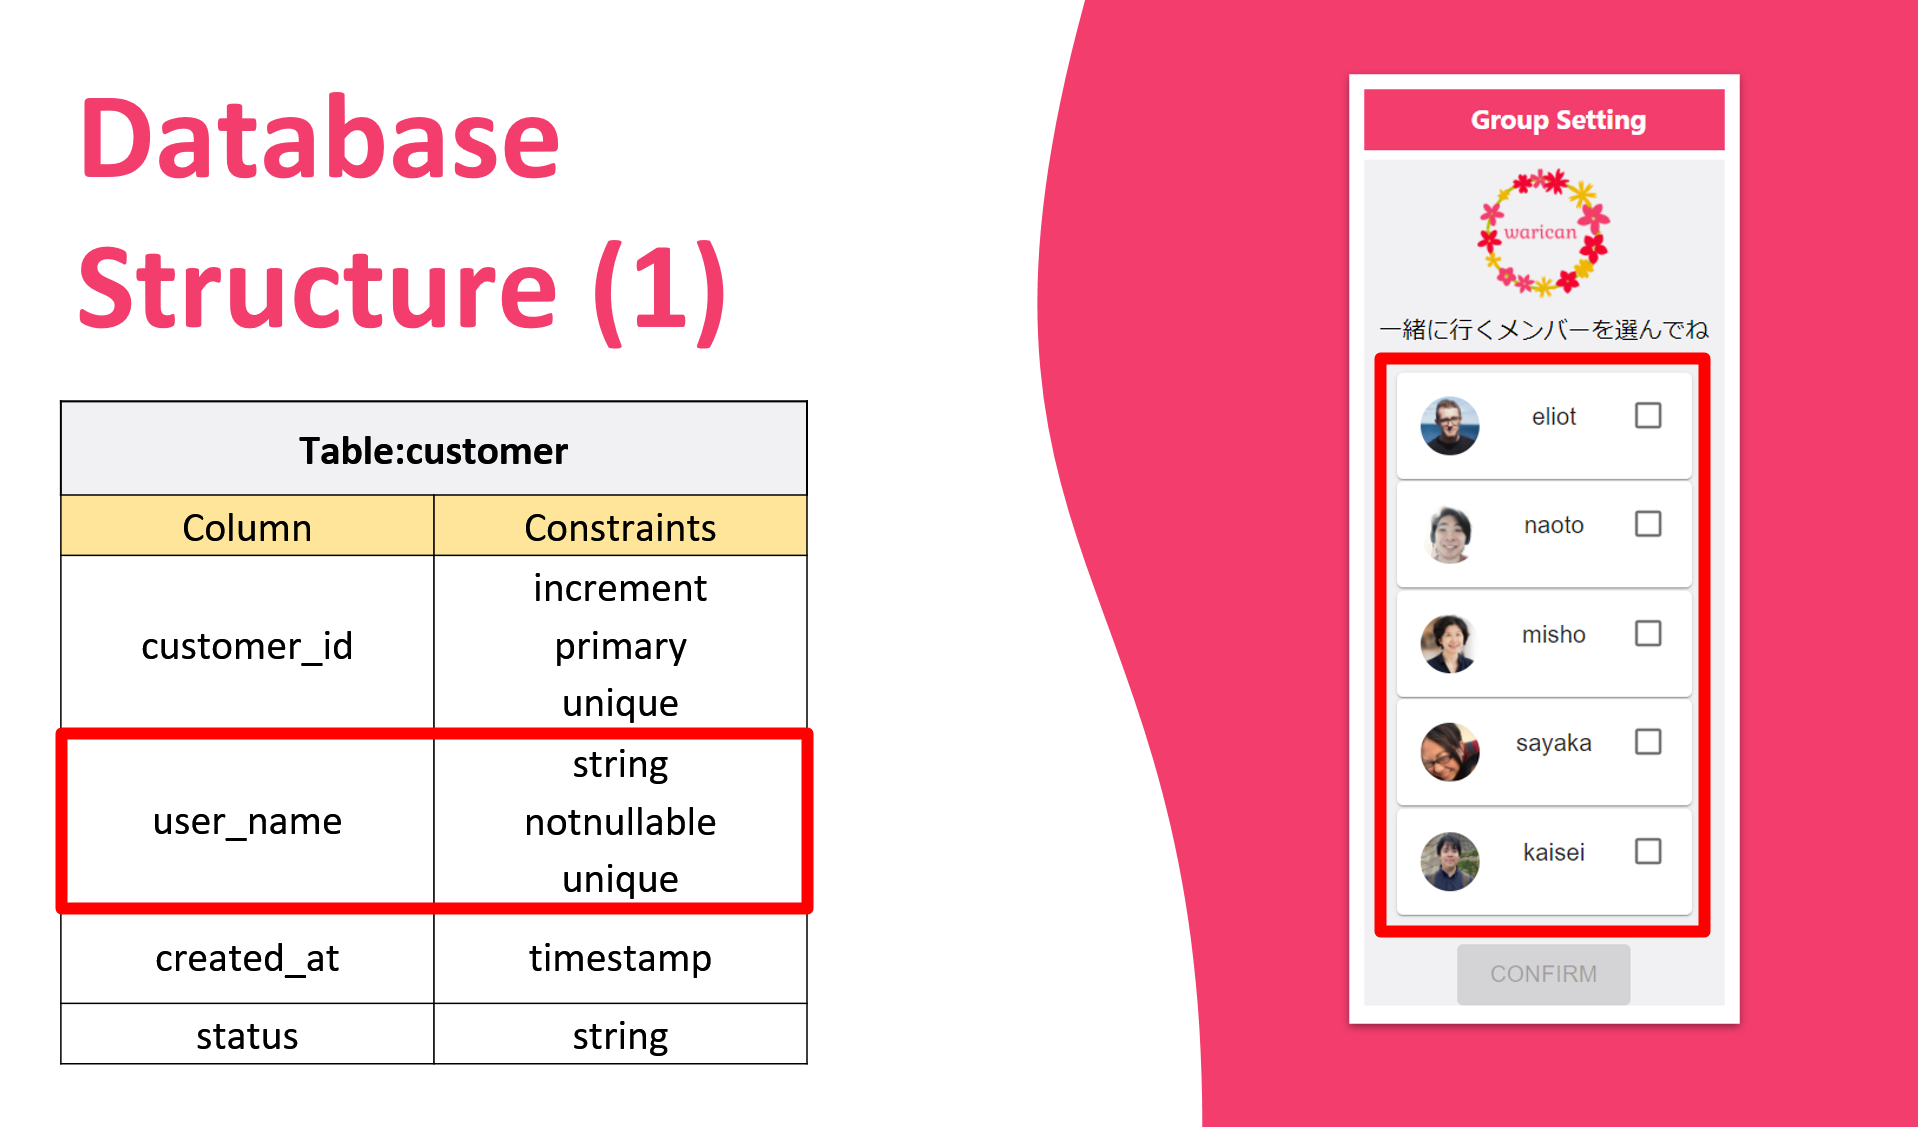 Database
Structure (1)
Table:customer
Column Constraints
customer_id
increment
primary
unique
user_name
string
notnullable
unique
created_at timestamp
status string
Group Setting
warican
一緒に行くメンバーを選んでね
eliot
naoto
misho
sayaka
kaisei
CONFIRM